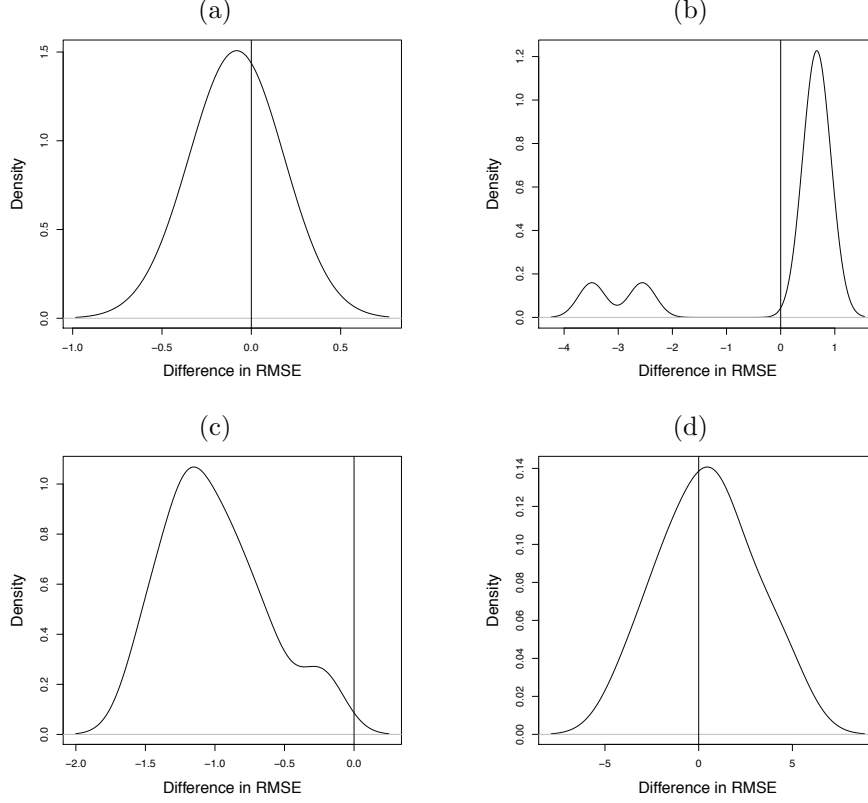 (a)
1.5
1.0
0.5
0.0
Density
−1.0 −0.5 0.0 0.5
Difference in RMSE
(b)
1.2
1.0
0.8
0.6
0.4
0.2
0.0
Density
−4 −3 −2 −1 0 1
Difference in RMSE
(c)
1.0
0.8
0.6
0.4
0.2
0.0
Density
−2.0 −1.5 −1.0 −0.5 0.0
Difference in RMSE
(d)
0.14
0.12
0.10
0.08
0.06
0.04
0.02
0.00
Density
−5 0 5
Difference in RMSE